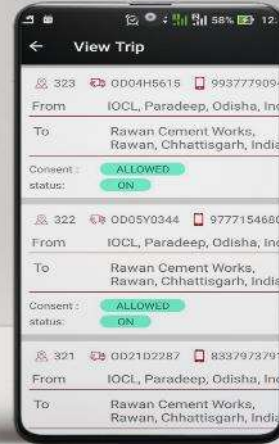 58% 12:
View Trip
323 OD04H5615 9937779094
From IOCL, Paradeep, Odisha, Ind
To Rawan Cement Works,
Rawan, Chhattisgarh, India
Consent : ALLOWED
status: ON
322 OD05Y0344 9777154680
From IOCL, Paradeep, Odisha, Ind
To Rawan Cement Works,
Rawan, Chhattisgarh, India
Consent : ALLOWED
status: ON
321 OD21D2287 833797379
From IOCL, Paradeep, Odisha, Ind
To Rawan Cement Works,
Rawan, Chhattisgarh, India